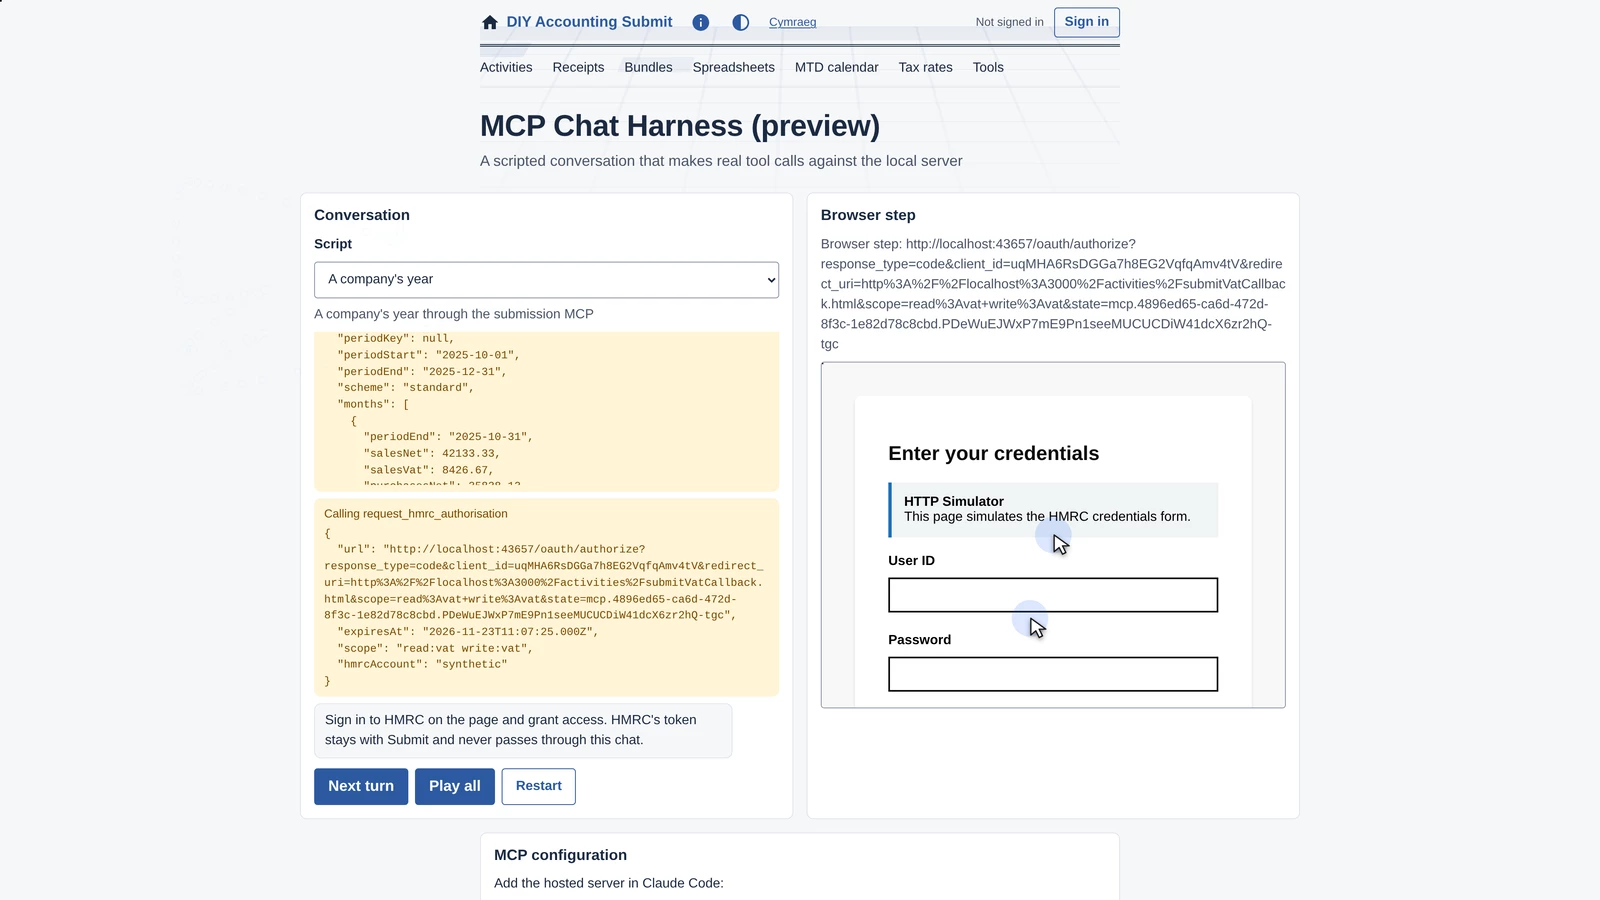 DIY Accounting Submit
Cymraeg
Not signed in
Sign in
Activities
Receipts
Bundles
Spreadsheets
MTD calendar
Tax rates
Tools
MCP Chat Harness (preview)
A scripted conversation that makes real tool calls against the local server
Conversation
Script
A company's year
A company's year through the submission MCP
"periodKey": null,
"periodStart": "2025-10-01",
"periodEnd": "2025-12-31",
"scheme": "standard",
"months": [
{
"periodEnd": "2025-10-31",
"salesNet": 42133.33,
"salesVat": 8426.67,
Calling request_hmrc_authorisation
{
"url": "http://localhost:43657/oauth/authorize?
response_type=code&client_id=uqMHA6RsDGGa7h8EG2VqfqAmv4tV&redirect_
uri=http%3A%2F%2Flocalhost%3A3000%2Factivities%2FsubmitVatCallback.
html&scope=read%3Avat+write%3Avat&state=mcp.4896ed65-ca6d-472d-
8f3c-1e82d78c8cbd.PDeWuEJWxP7mE9Pn1seeMUCUCDiW41dcX6zr2hQ-tgc",
"expiresAt": "2026-11-23T11:07:25.000Z",
"scope": "read:vat write:vat",
"hmrcAccount": "synthetic"
}
Sign in to HMRC on the page and grant access. HMRC's token
stays with Submit and never passes through this chat.
Next turn
Play all
Restart
Browser step
Browser step: http://localhost:43657/oauth/authorize?
response_type=code&client_id=uqMHA6RsDGGa7h8EG2VqfqAmv4tV&redire
ct_uri=http%3A%2F%2Flocalhost%3A3000%2Factivities%2FsubmitVatCallbac
k.html&scope=read%3Avat+write%3Avat&state=mcp.4896ed65-ca6d-472d-
8f3c-1e82d78c8cbd.PDeWuEJWxP7mE9Pn1seeMUCUCDiW41dcX6zr2hQ-
tgc
Enter your credentials
HTTP Simulator
This page simulates the HMRC credentials form.
User ID
Password
MCP configuration
Add the hosted server in Claude Code: